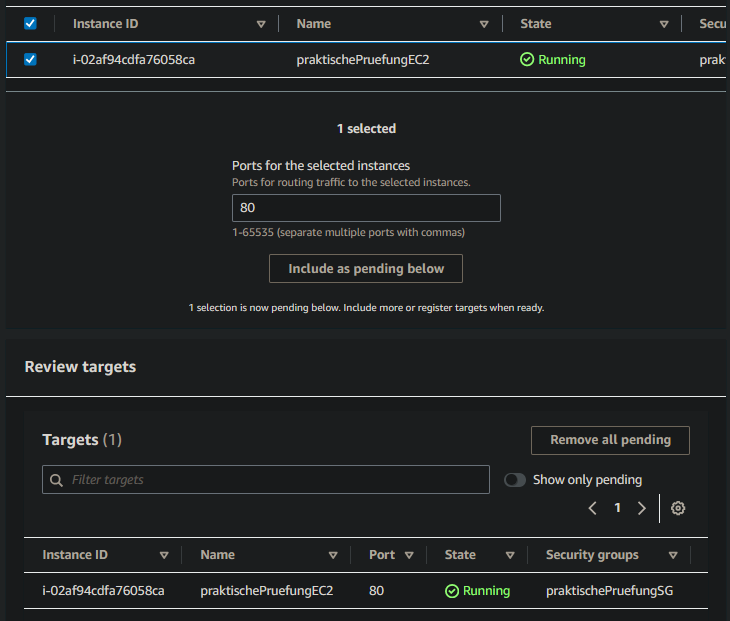 Instance ID Name State Secu
i-02af94cdfa76058ca praktischePruefungEC2 Running prak
1 selected
Ports for the selected instances
Ports for routing traffic to the selected instances.
80
1-65535 (separate multiple ports with commas)
Include as pending below
1 selection is now pending below. Include more or register targets when ready.
Review targets
Targets (1) Remove all pending
Filter targets Show only pending
1
Instance ID Name Port State Security groups
i-02af94cdfa76058ca praktischePruefungEC2 80 Running praktischePruefungSG